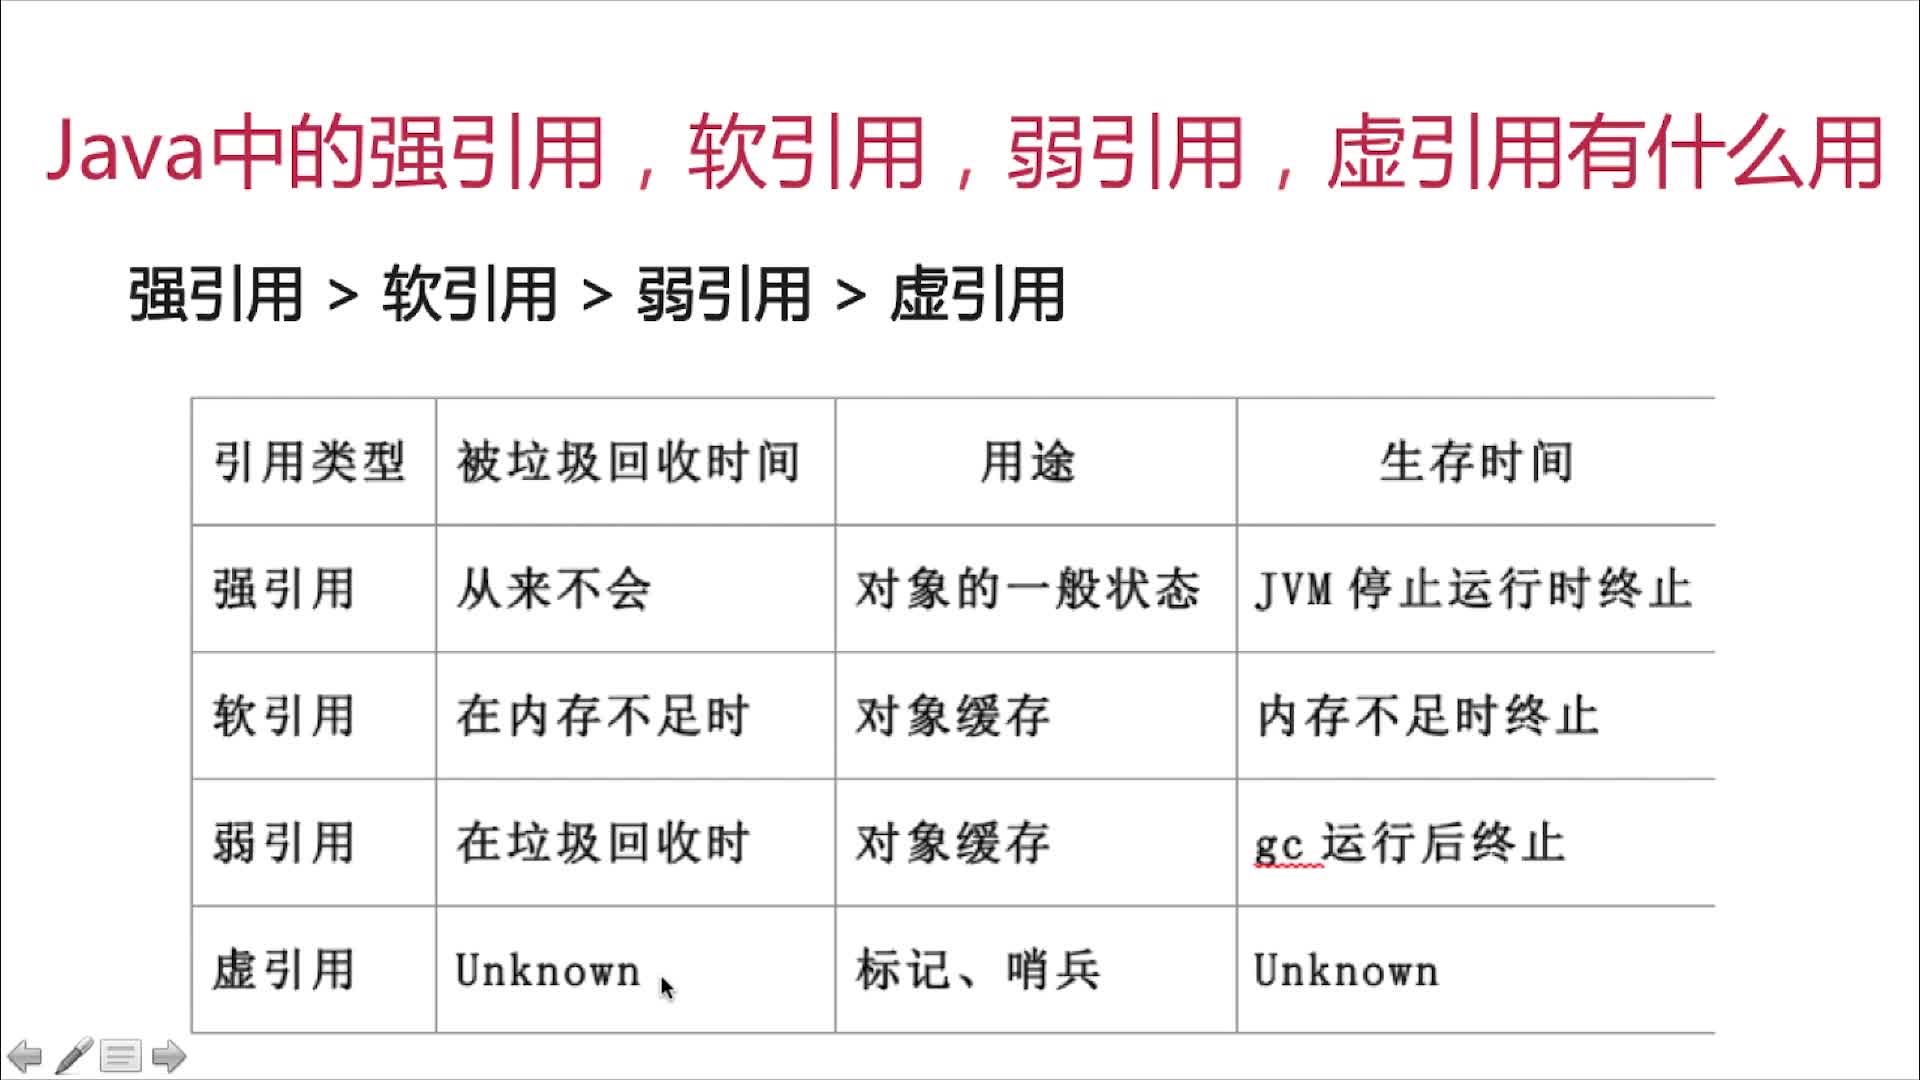 Java中的强引用，软引用，弱引用，虚引用有什么用
强引用 > 软引用 > 弱引用 > 虚引用
引用类型 被垃圾回收时间 用途 生存时间
强引用 从来不会 对象的一般状态 JVM 停止运行时终止
软引用 在内存不足时 对象缓存 内存不足时终止
弱引用 在垃圾回收时 对象缓存 gc 运行后终止
虚引用 Unknown 标记、哨兵 Unknown